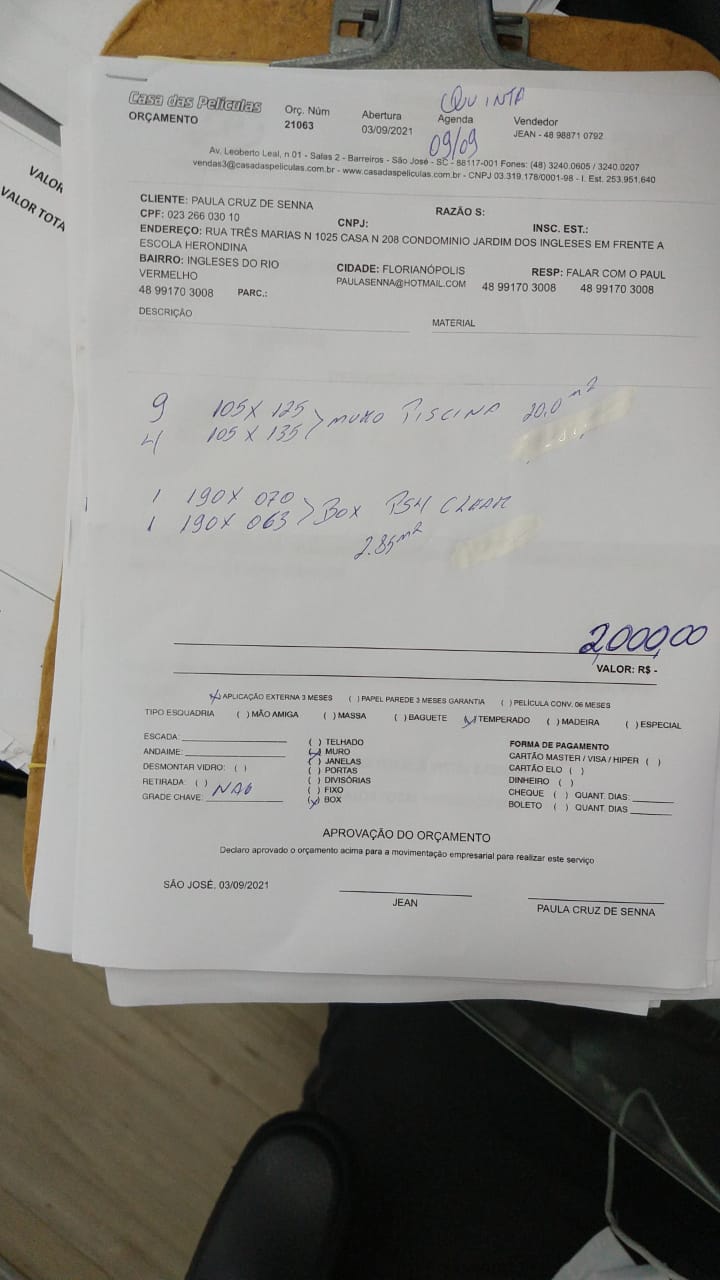 VALOR
VALOR TOTA
Casa das Películas
ORÇAMENTO
Orç. Núm
21063
Abertura
03/09/2021
QUINTA
Agenda
09/09
Vendedor
JEAN - 48 98871 0792
Av. Leoberto Leal, n 01 - Salas 2 - Barreiros - São José - SC - 88117-001 Fones: (48) 3240.0605 / 3240.0207
vendas3@casadaspeliculas.com.br - www.casadaspeliculas.com.br - CNPJ 03.319.178/0001-98 - I. Est. 253.951.640
CLIENTE: PAULA CRUZ DE SENNA
RAZÃO S:
CPF: 023 266 030 10
CNPJ:
INSC. EST.:
ENDEREÇO: RUA TRÊS MARIAS N 1025 CASA N 208 CONDOMINIO JARDIM DOS INGLESES EM FRENTE A
ESCOLA HERONDINA
BAIRRO: INGLESES DO RIO
VERMELHO
CIDADE: FLORIANÓPOLIS
RESP: FALAR COM O PAUL
48 99170 3008 PARC.:
PAULASENNA@HOTMAIL.COM 48 99170 3008 48 99170 3008
DESCRIÇÃO
MATERIAL
9 105 X 125 > MURO PISCINA 20,0 m²
4 105 X 135
1 190 X 070 > BOX PS4 CLEAR
1 190 X 063
2.85 m²
2,000,00
VALOR: R$ -
(X) APLICAÇÃO EXTERNA 3 MESES ( ) PAPEL PAREDE 3 MESES GARANTIA ( ) PELÍCULA CONV. 06 MESES
TIPO ESQUADRIA ( ) MÃO AMIGA ( ) MASSA ( ) BAGUETE (X) TEMPERADO ( ) MADEIRA ( ) ESPECIAL
ESCADA:
ANDAIME:
DESMONTAR VIDRO: ( )
RETIRADA: ( ) NAO
GRADE CHAVE:
( ) TELHADO
(X) MURO
( ) JANELAS
( ) PORTAS
( ) DIVISÓRIAS
( ) FIXO
(X) BOX
FORMA DE PAGAMENTO
CARTÃO MASTER / VISA / HIPER ( )
CARTÃO ELO ( )
DINHEIRO ( )
CHEQUE ( ) QUANT. DIAS:
BOLETO ( ) QUANT. DIAS
APROVAÇÃO DO ORÇAMENTO
Declaro aprovado o orçamento acima para a movimentação empresarial para realizar este serviço
SÃO JOSÉ, 03/09/2021
JEAN
PAULA CRUZ DE SENNA